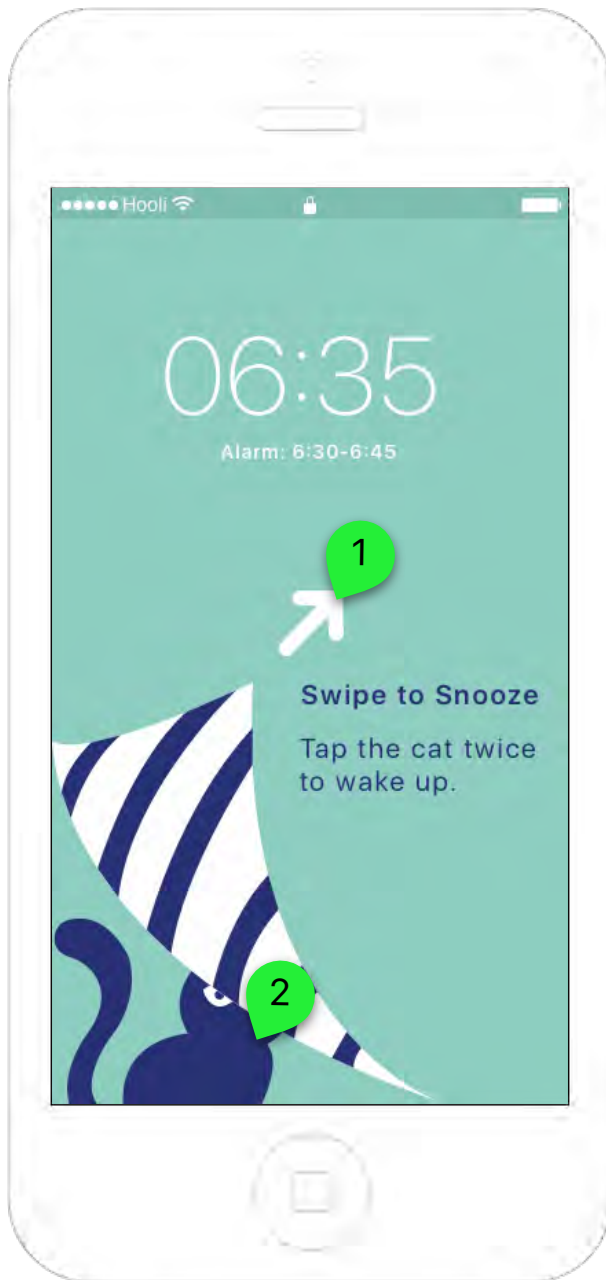 Hooli
06:35
Alarm: 6:30-6:45
1
Swipe to Snooze
Tap the cat twice
to wake up.
2